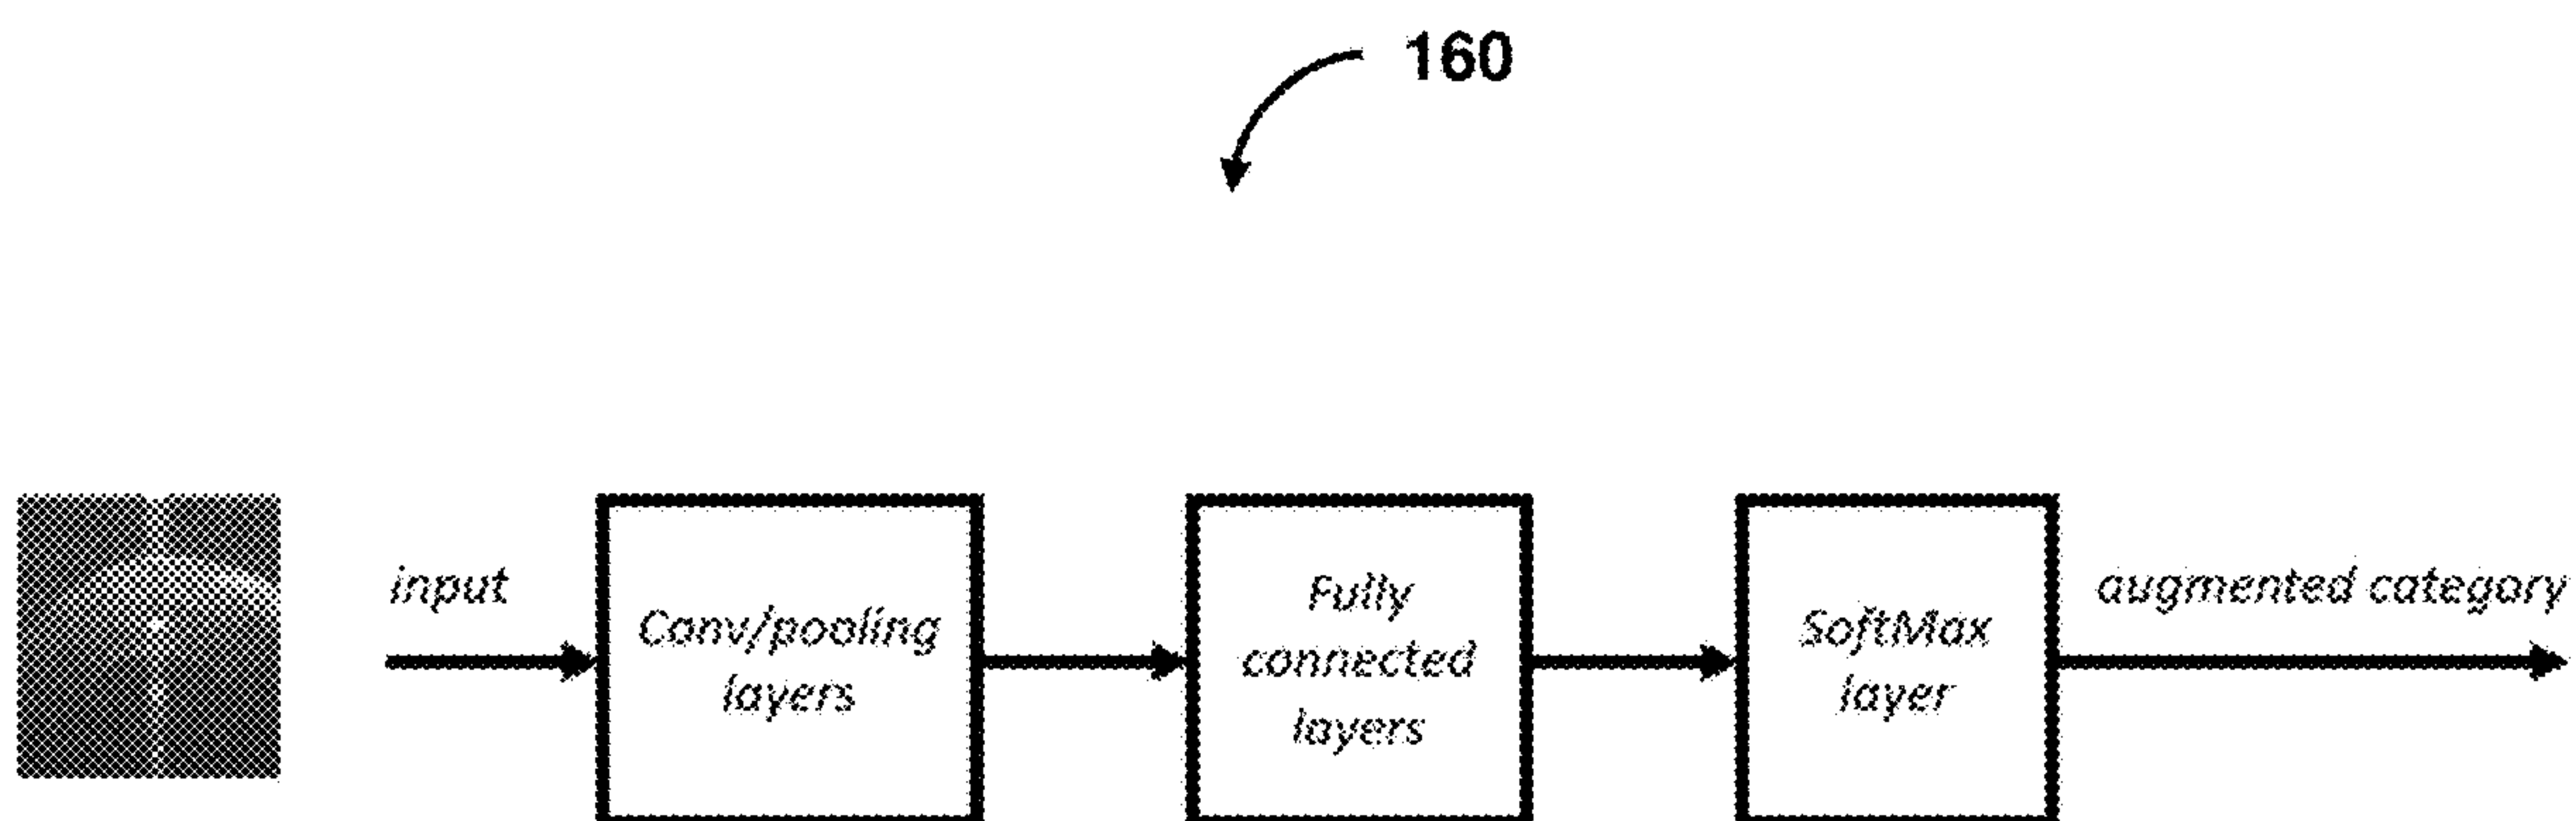 160
input
Conv/pooling
layers
Fully
connected
layers
SoftMax
layer
augmented category